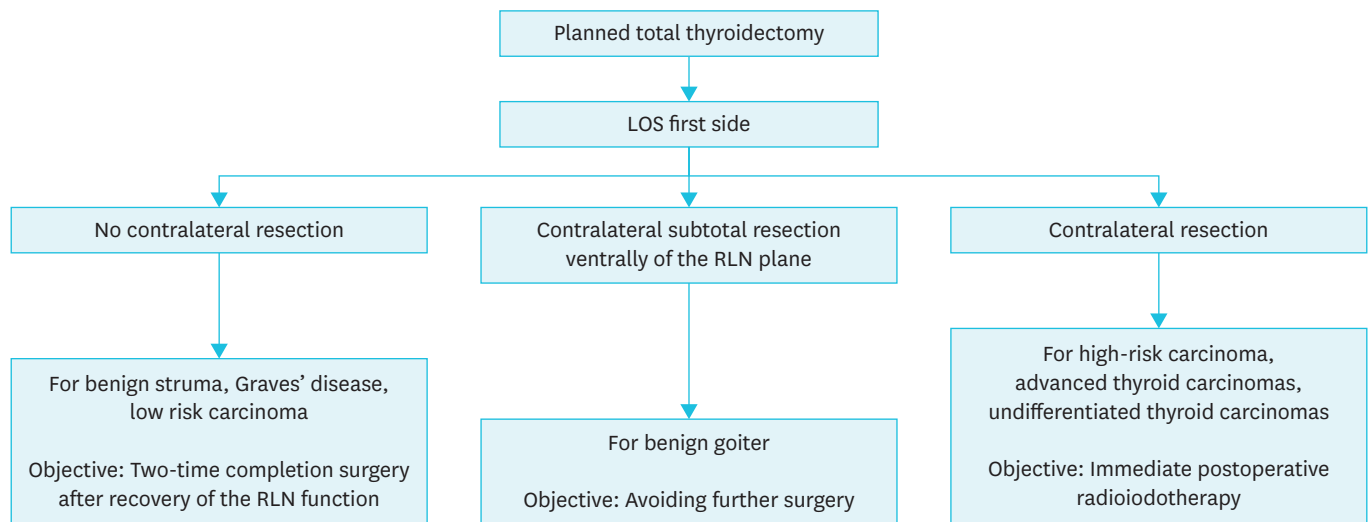 Planned total thyroidectomy
LOS first side
No contralateral resection
Contralateral subtotal resection
ventrally of the RLN plane
Contralateral resection
For benign struma, Graves’ disease,
low risk carcinoma
Objective: Two-time completion surgery
after recovery of the RLN function
For benign goiter
Objective: Avoiding further surgery
For high-risk carcinoma,
advanced thyroid carcinomas,
undifferentiated thyroid carcinomas
Objective: Immediate postoperative
radioiodotherapy